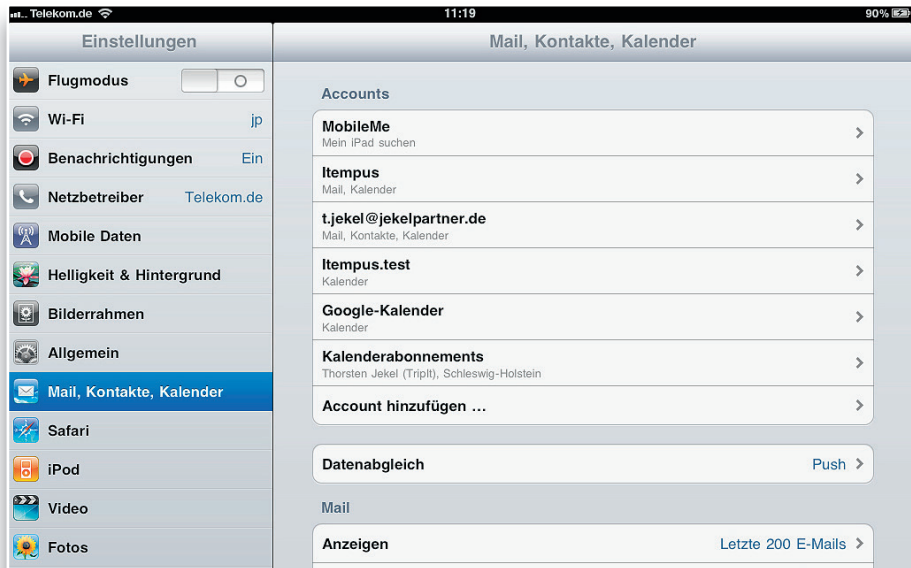 Telekom.de
11:19
90%
Einstellungen
Flugmodus
Wi-Fi jp
Benachrichtigungen Ein
Netzbetreiber Telekom.de
Mobile Daten
Helligkeit & Hintergrund
Bilderrahmen
Allgemein
Mail, Kontakte, Kalender
Safari
iPod
Video
Fotos
Mail, Kontakte, Kalender
Accounts
MobileMe
Mein iPad suchen
Itempus
Mail, Kalender
t.jekel@jekelpartner.de
Mail, Kontakte, Kalender
Itempus.test
Kalender
Google-Kalender
Kalender
Kalenderabonnements
Thorsten Jekel (TripIt), Schleswig-Holstein
Account hinzufügen ...
Datenabgleich Push
Mail
Anzeigen Letzte 200 E-Mails